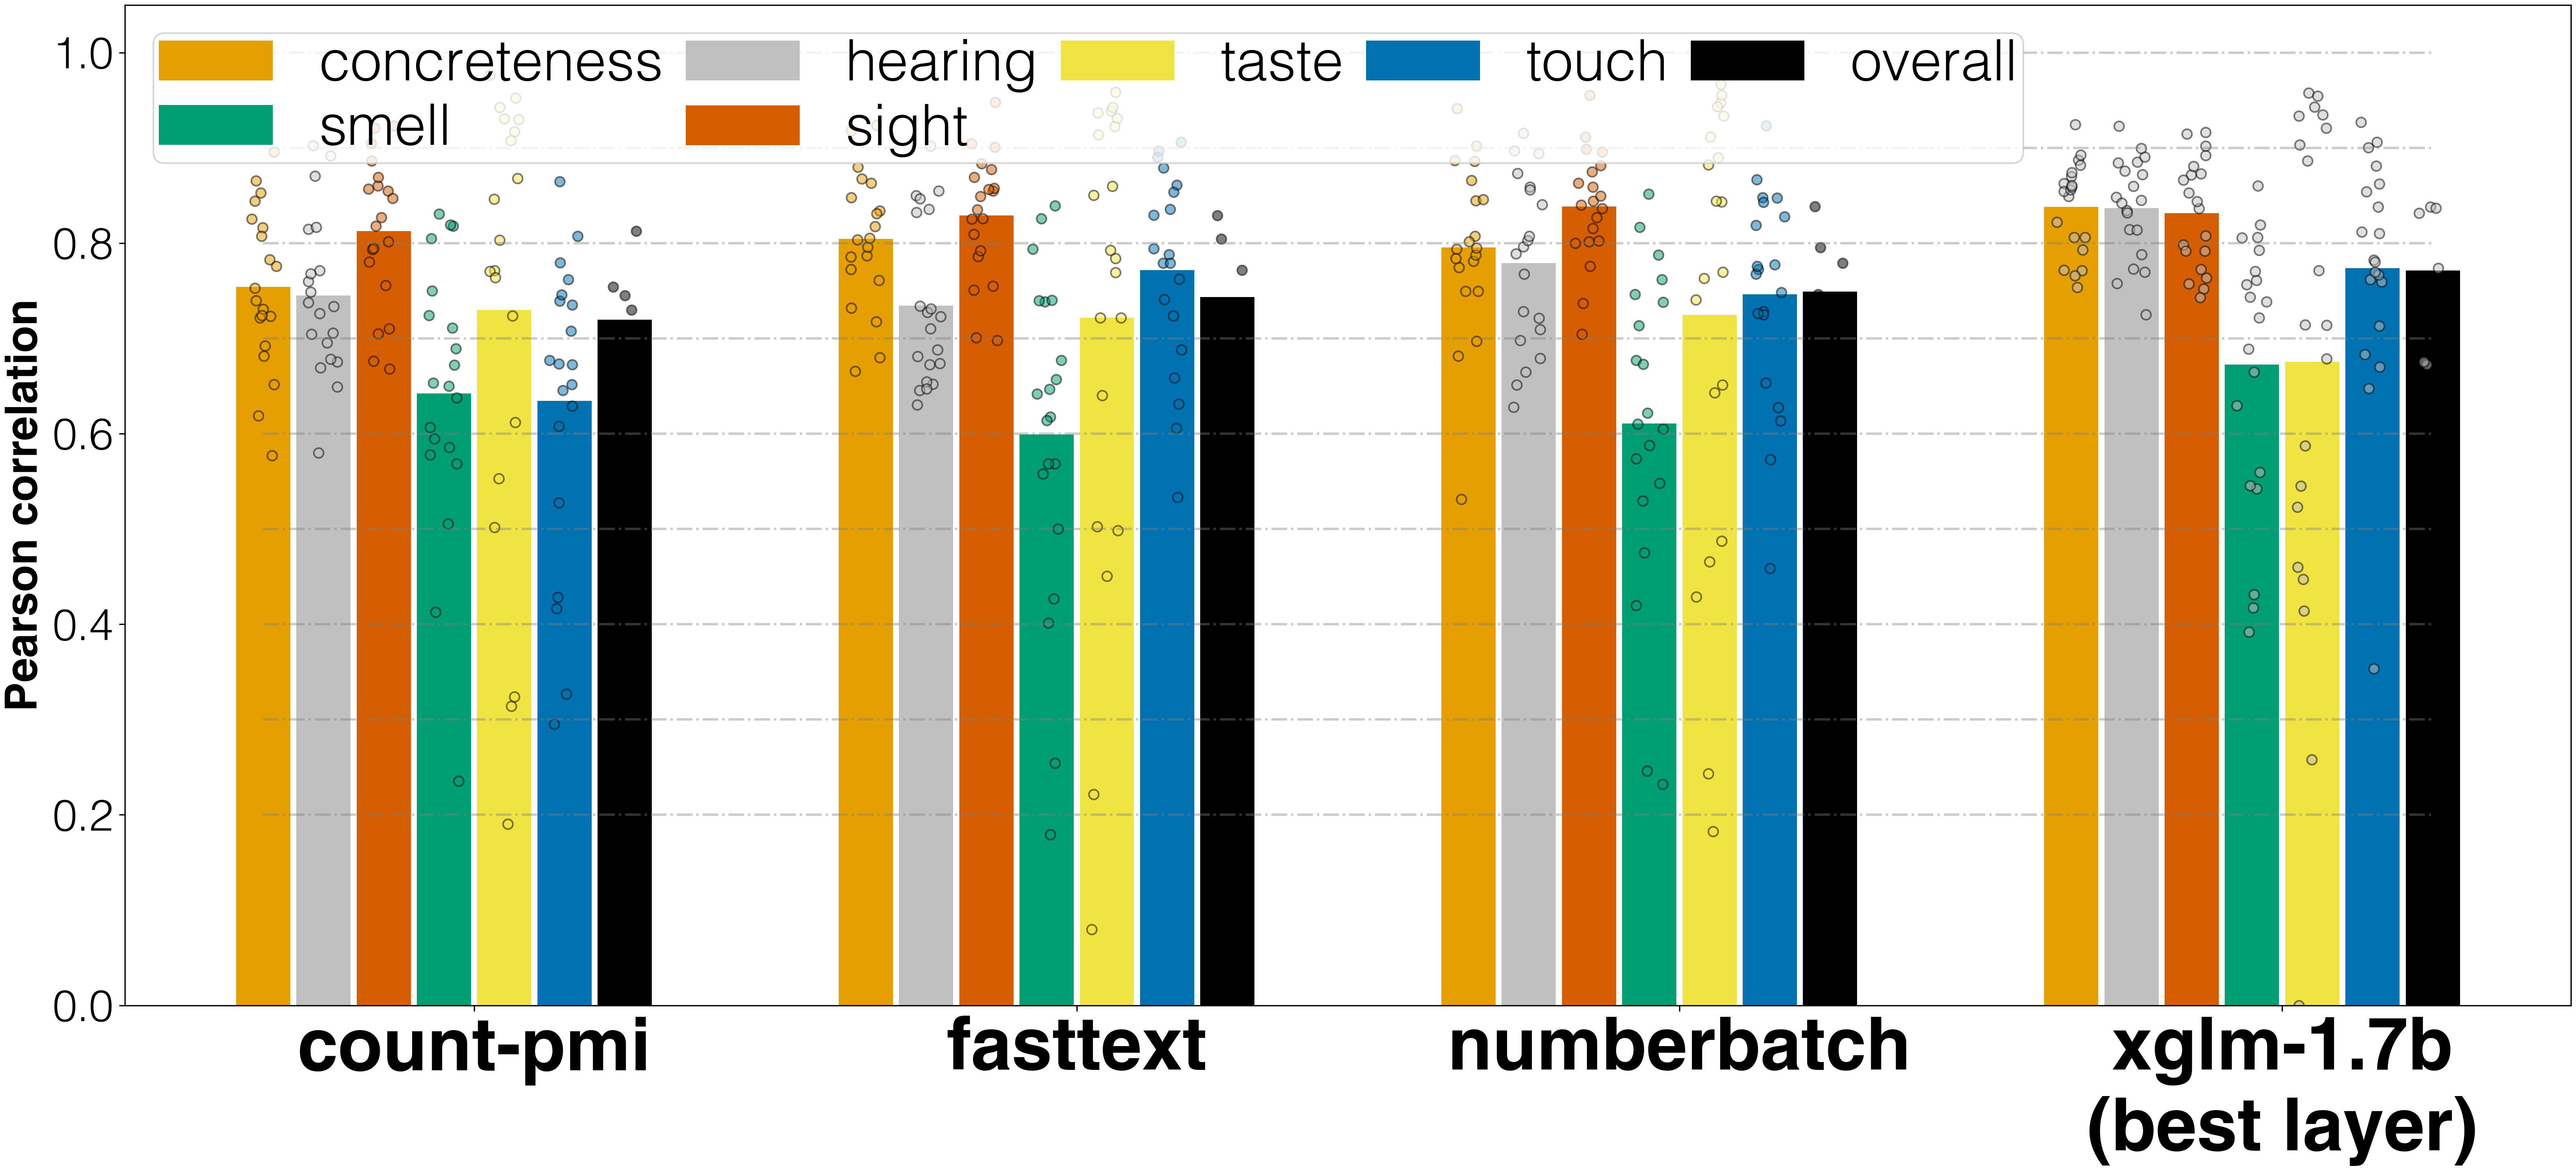 Pearson correlation
1.0
0.8
0.6
0.4
0.2
0.0
concreteness hearing taste touch overall
smell sight
count-pmi fasttext numberbatch xglm-1.7b
(best layer)